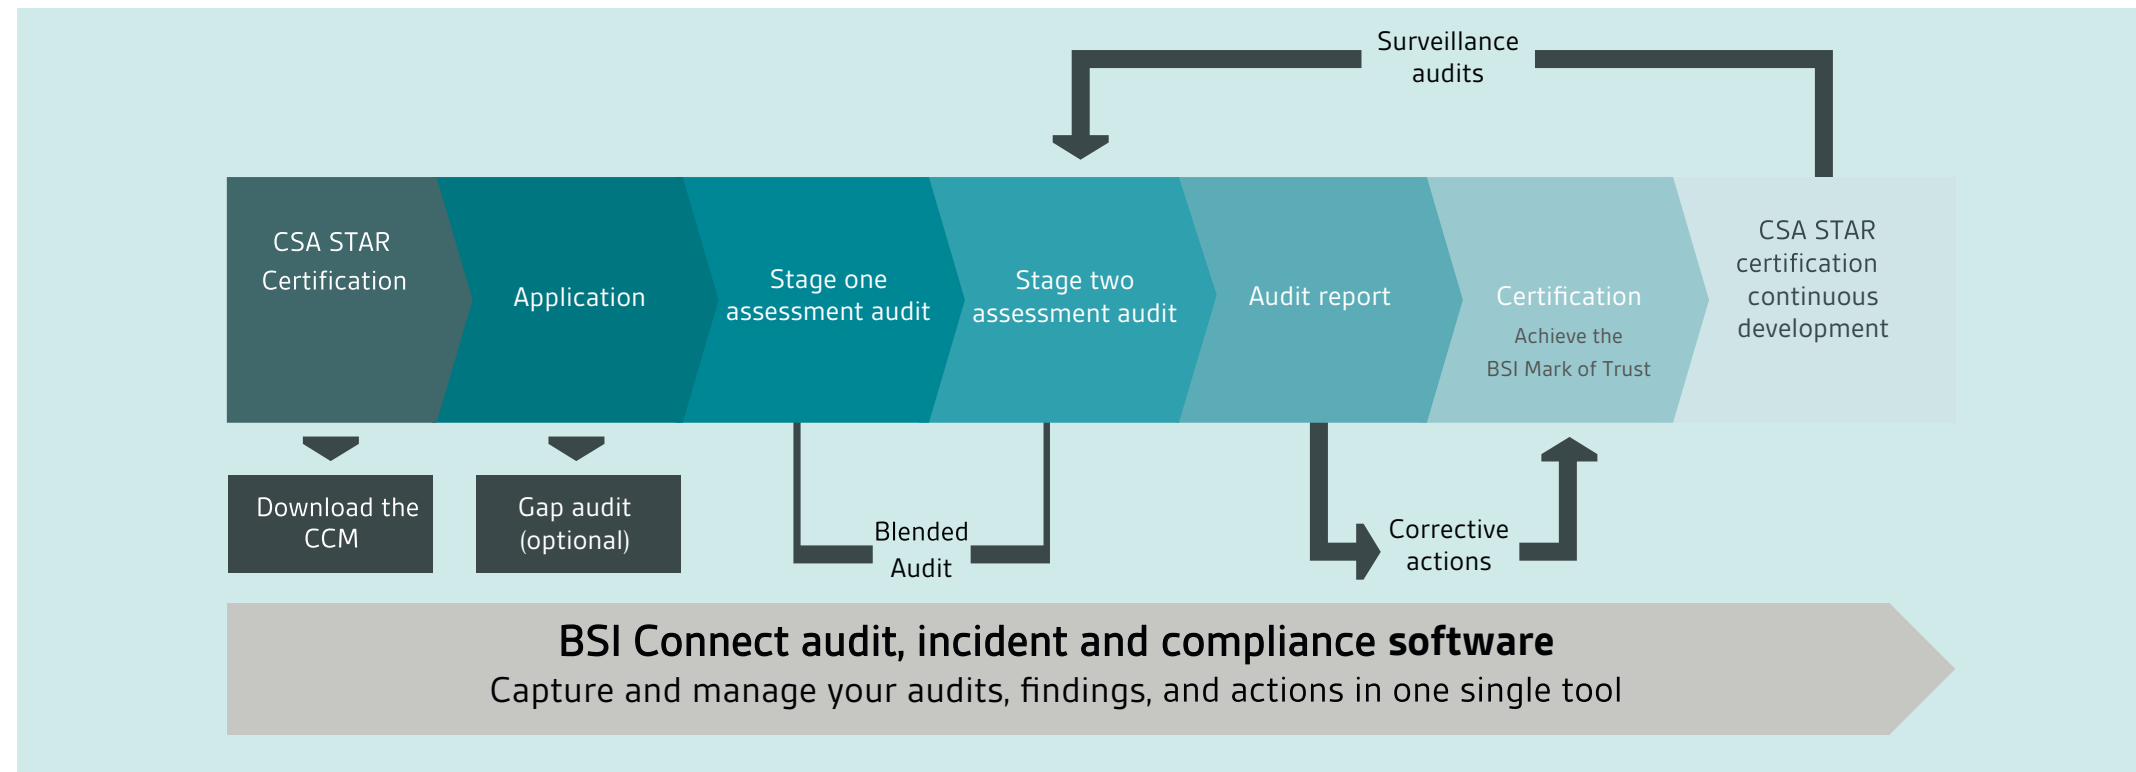 Surveillance
audits
CSA STAR
Certification
Application
Stage one
assessment audit
Stage two
assessment audit
Audit report
Certification
Achieve the
BSI Mark of Trust
CSA STAR
certification
continuous
development
Download the
CCM
Gap audit
(optional)
Blended
Audit
Corrective
actions
BSI Connect audit, incident and compliance software
Capture and manage your audits, findings, and actions in one single tool